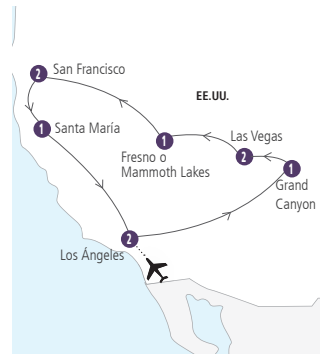 2 San Francisco
EE.UU.
1 Santa María
Las Vegas
1
2
Fresno o
Mammoth Lakes
1
Grand
Canyon
2
Los Ángeles